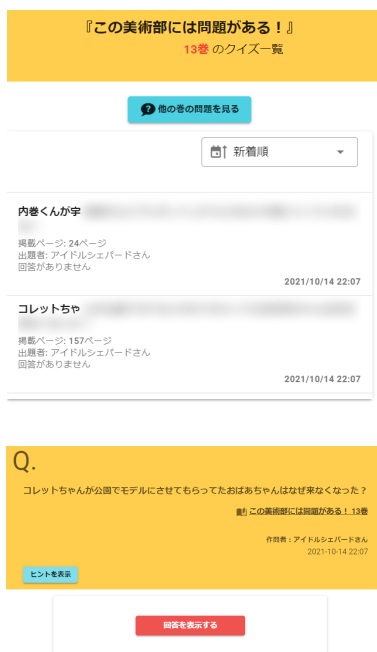 『この美術部には問題がある！』
13巻 のクイズ一覧
他の巻の問題を見る
新着順
内巻くんが宇
掲載ページ: 24ページ
出題者: アイドルシェパードさん
回答がありません
2021/10/14 22:07
コレットちゃ
掲載ページ: 157ページ
出題者: アイドルシェパードさん
回答がありません
2021/10/14 22:07
Q.
コレットちゃんが公園でモデルにさせてもらってたおばあちゃんはなぜ来なくなった？
この美術部には問題がある！ 13巻
作問者：アイドルシェパードさん
2021-10-14 22:07
ヒントを表示
回答を表示する